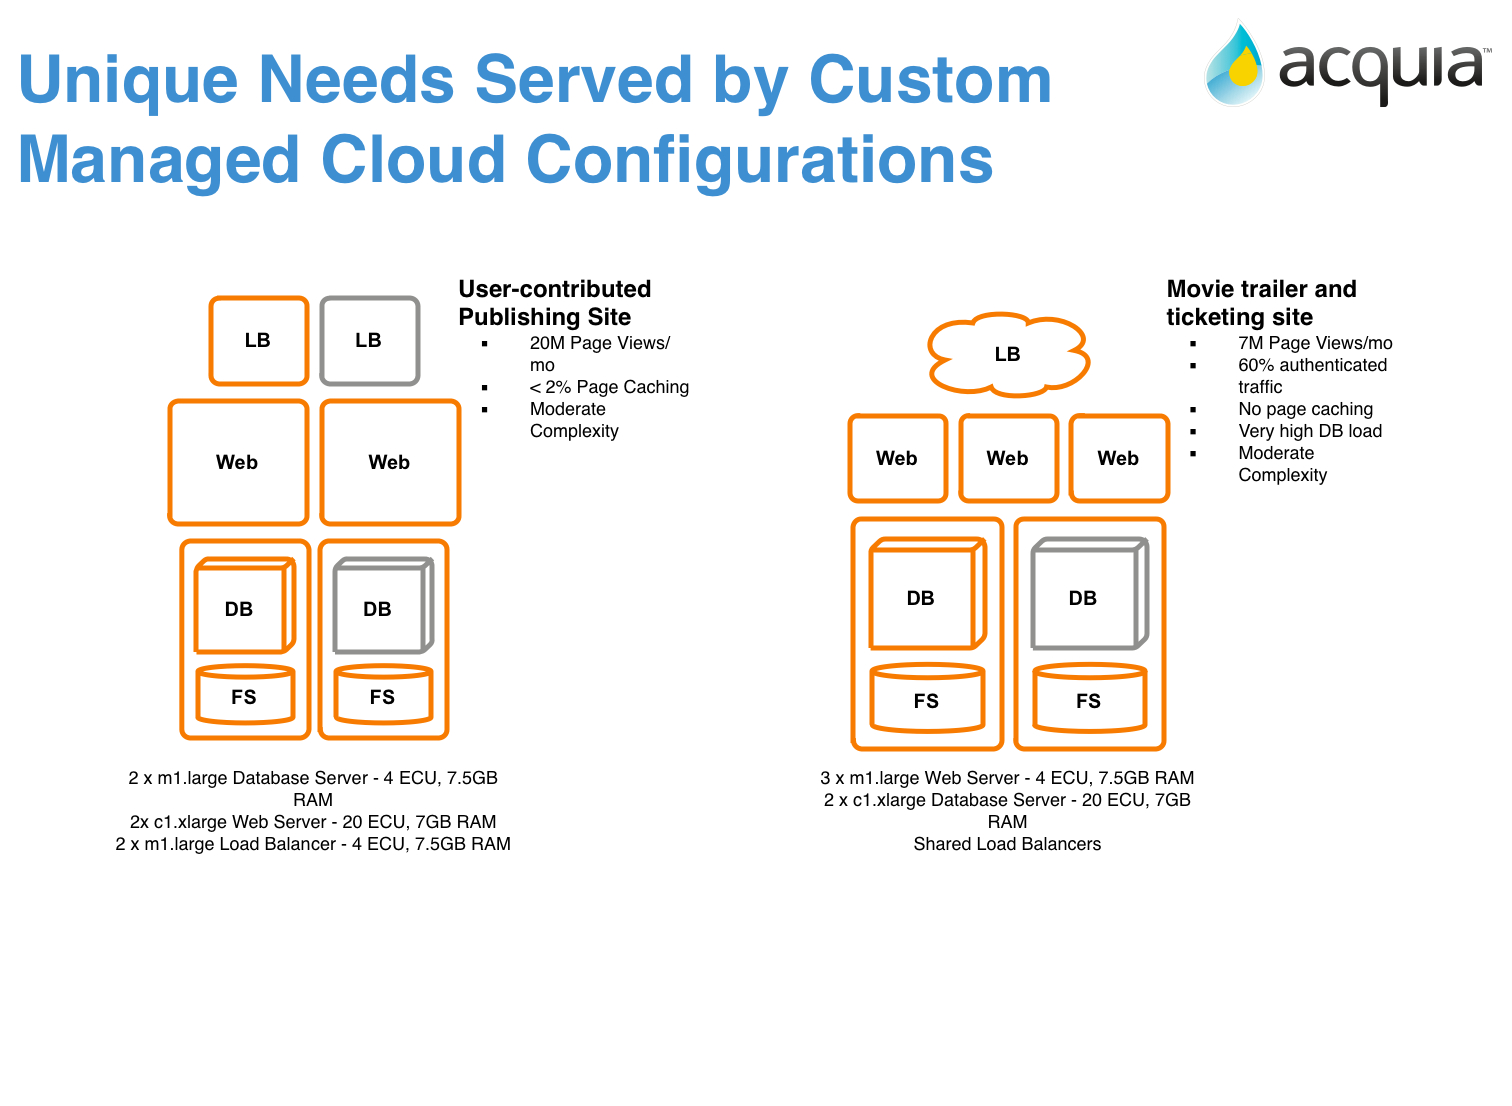 Unique Needs Served by Custom
Managed Cloud Configurations
acquia™
LB
LB
Web
Web
DB
DB
FS
FS
User-contributed
Publishing Site
▪ 20M Page Views/
mo
▪ < 2% Page Caching
▪ Moderate
Complexity
2 x m1.large Database Server - 4 ECU, 7.5GB
RAM
2x c1.xlarge Web Server - 20 ECU, 7GB RAM
2 x m1.large Load Balancer - 4 ECU, 7.5GB RAM
LB
Web
Web
Web
DB
DB
FS
FS
Movie trailer and
ticketing site
▪ 7M Page Views/mo
▪ 60% authenticated
traffic
▪ No page caching
▪ Very high DB load
▪ Moderate
Complexity
3 x m1.large Web Server - 4 ECU, 7.5GB RAM
2 x c1.xlarge Database Server - 20 ECU, 7GB
RAM
Shared Load Balancers